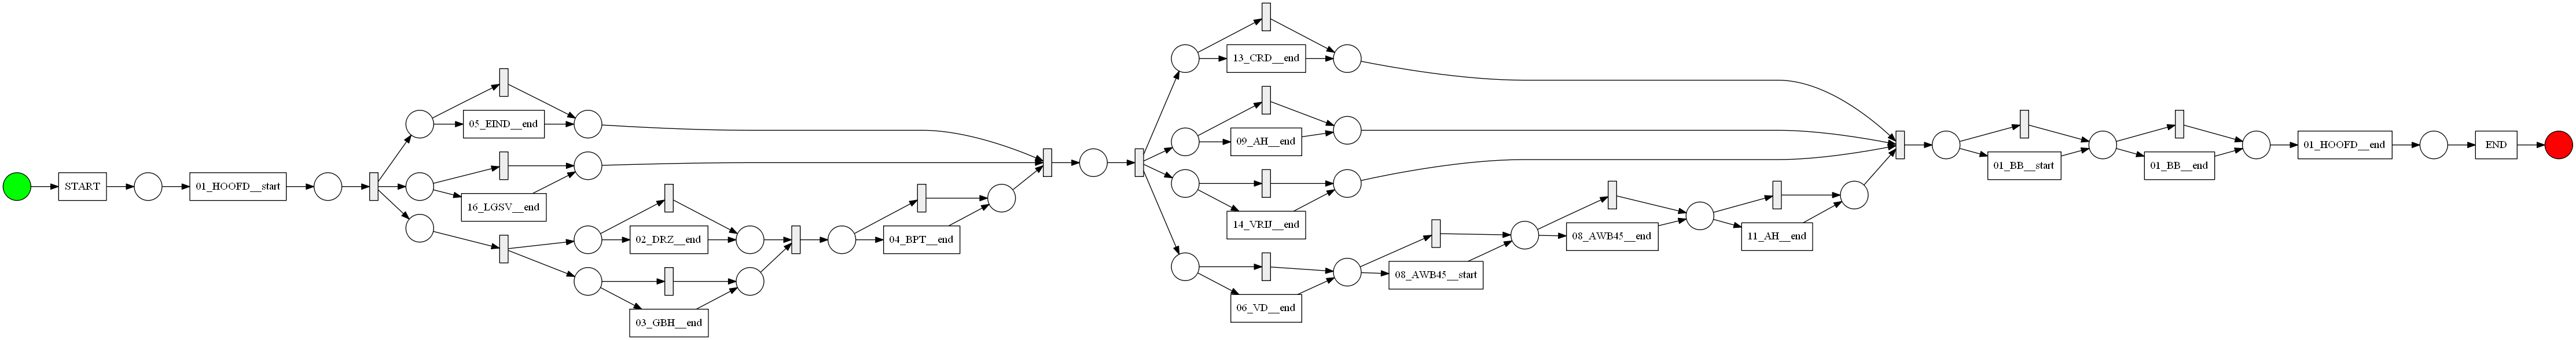 START
01_HOOFD__start
05_EIND__end
16_LGSV__end
02_DRZ__end
03_GBH__end
04_BPT__end
13_CRD__end
09_AH__end
14_VRIJ__end
06_VD__end
08_AWB45__start
08_AWB45__end
11_AH__end
01_BB__start
01_BB__end
01_HOOFD__end
END